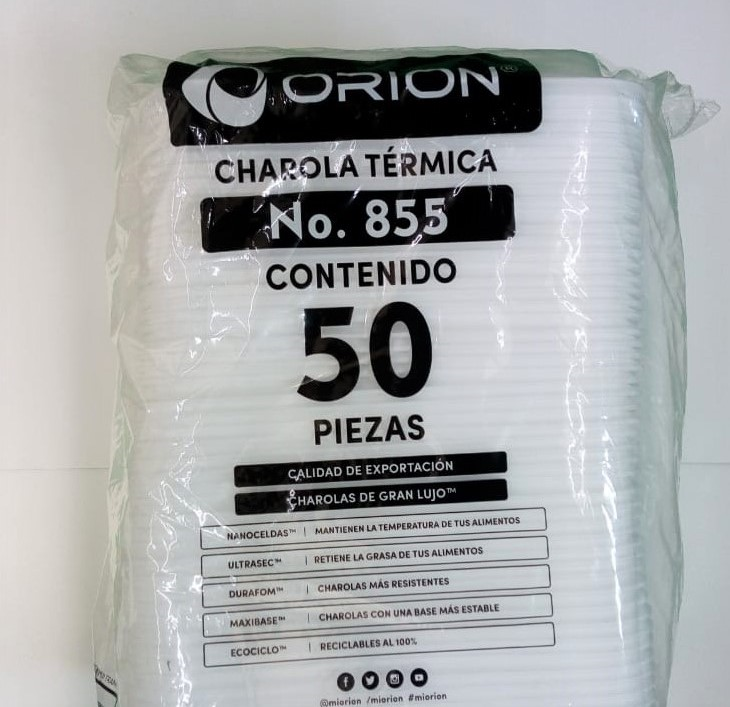 ORION®
CHAROLA TÉRMICA
No. 855
CONTENIDO
50
PIEZAS
CALIDAD DE EXPORTACIÓN
CHAROLAS DE GRAN LUJO™
NANOCELDAS™ | MANTIENEN LA TEMPERATURA DE TUS ALIMENTOS
ULTRASEC™ | RETIENE LA GRASA DE TUS ALIMENTOS
DURAFOM™ | CHAROLAS MÁS RESISTENTES
MAXIBASE™ | CHAROLAS CON UNA BASE MÁS ESTABLE
ECOCICLO™ | RECICLABLES AL 100%
@miorion /miorion #miorion